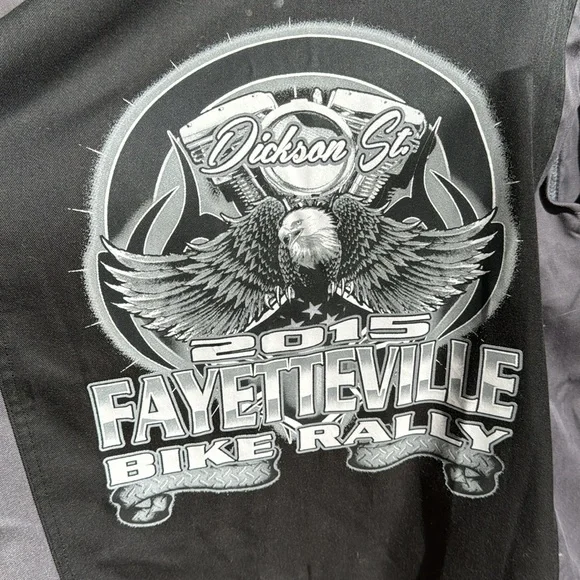 Dickson St.
2015
FAYETTEVILLE
BIKE RALLY